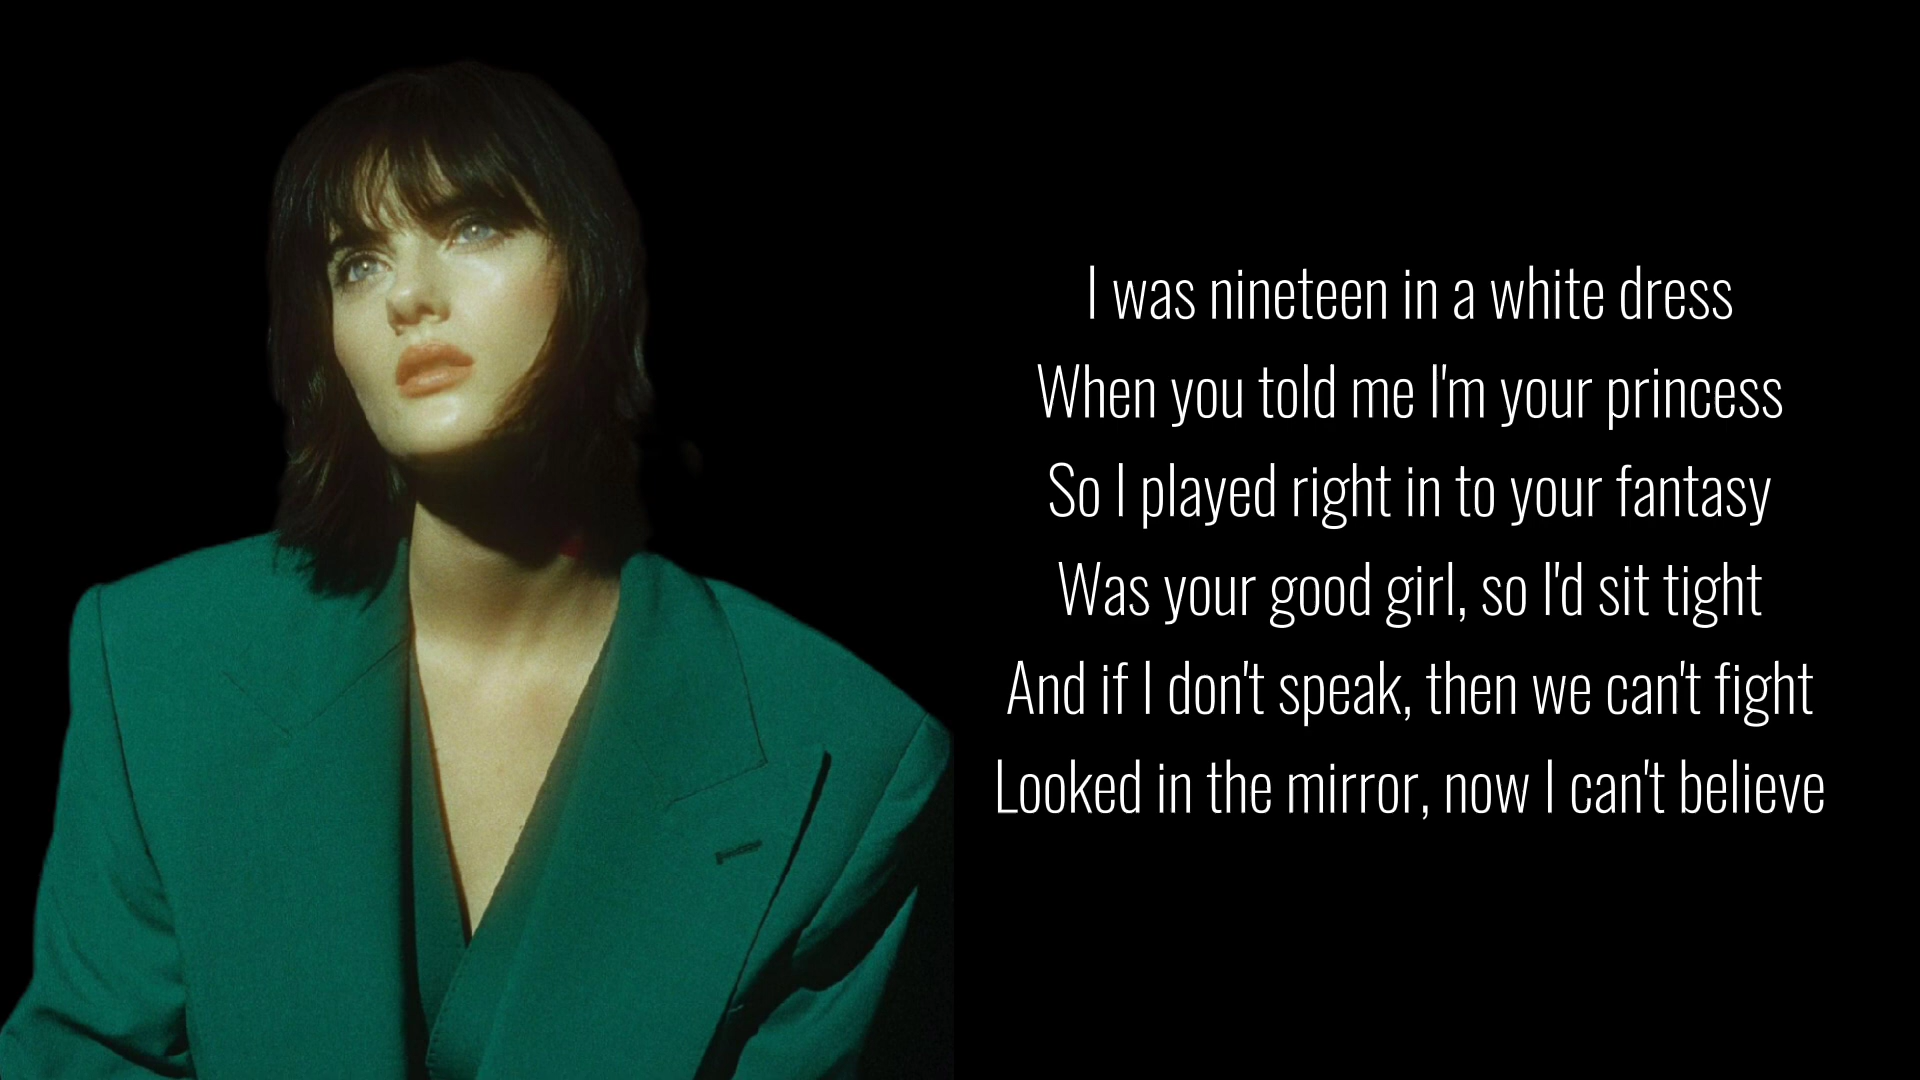 I was nineteen in a white dress
When you told me I'm your princess
So I played right in to your fantasy
Was your good girl, so I'd sit tight
And if I don't speak, then we can't fight
Looked in the mirror, now I can't believe